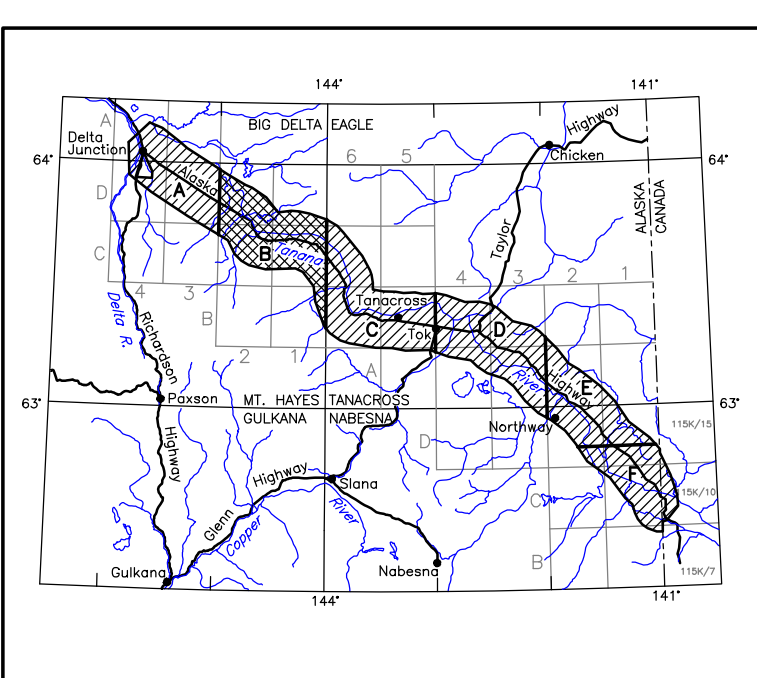 144°
141°
A
BIG DELTA
EAGLE
Highway
Delta
Junction
64°
6
5
Chicken
64°
Alaska
D
A
ALASKA
CANADA
Taylor
B
Tanana
C
4
3
4
3
2
1
Delta R.
Richardson
B
Tanacross
C
Tok
D
2
1
A
River
Highway
E
63°
Paxson
MT. HAYES
TANACROSS
63°
GULKANA
NABESNA
Northway
115K/15
Highway
D
F
Highway
Slana
115K/10
Glenn
Copper
River
C
Gulkana
Nabesna
B
115K/7
144°
141°